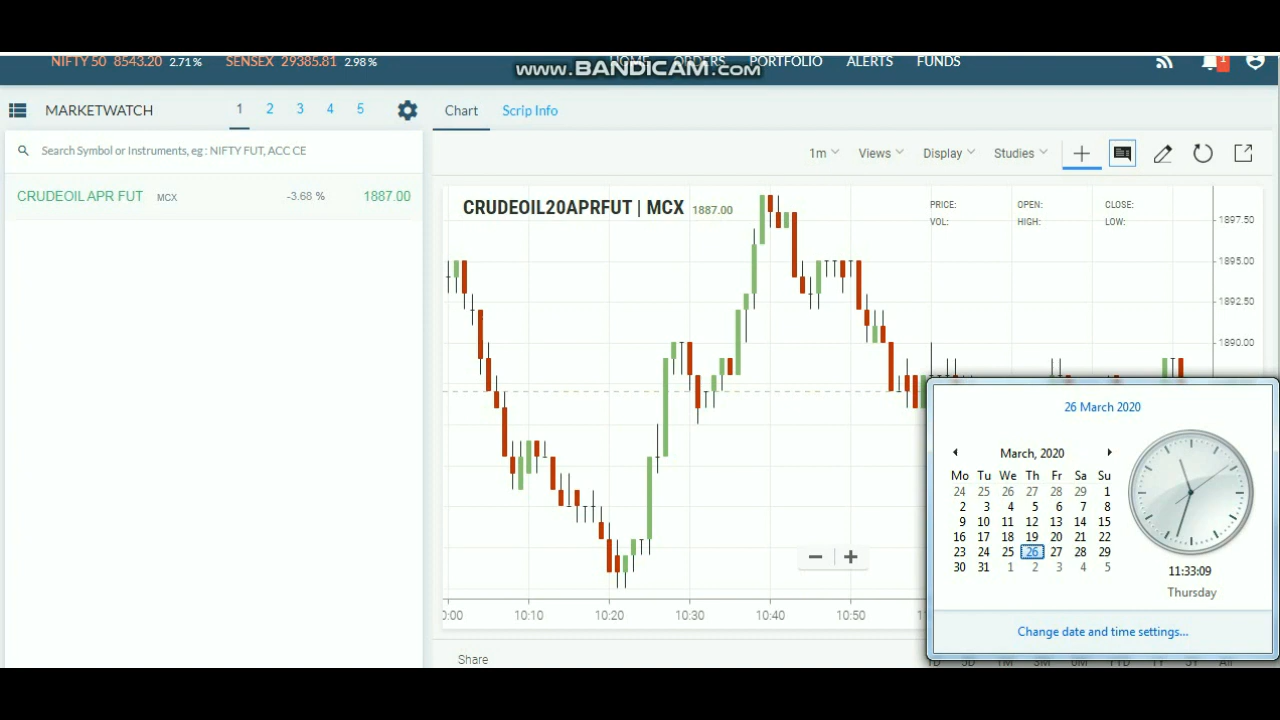 NIFTY 50 8543.20 2.71 % SENSEX 29385.81 2.98 %
www.BANDICAM.com
HOME ORDERS PORTFOLIO ALERTS FUNDS
1
MARKETWATCH 1 2 3 4 5
Chart Scrip Info
Search Symbol or Instruments, eg : NIFTY FUT, ACC CE
1m Views Display Studies
CRUDEOIL APR FUT MCX -3.68 % 1887.00
CRUDEOIL20APRFUT | MCX 1887.00
PRICE: OPEN: CLOSE:
VOL: HIGH: LOW:
1897.50
1895.00
1892.50
1890.00
26 March 2020
March, 2020
Mo Tu We Th Fr Sa Su
24 25 26 27 28 29 1
2 3 4 5 6 7 8
9 10 11 12 13 14 15
16 17 18 19 20 21 22
23 24 25 26 27 28 29
30 31 1 2 3 4 5
11:33:09
Thursday
Change date and time settings...
10:10 10:20 10:30 10:40 10:50
Share